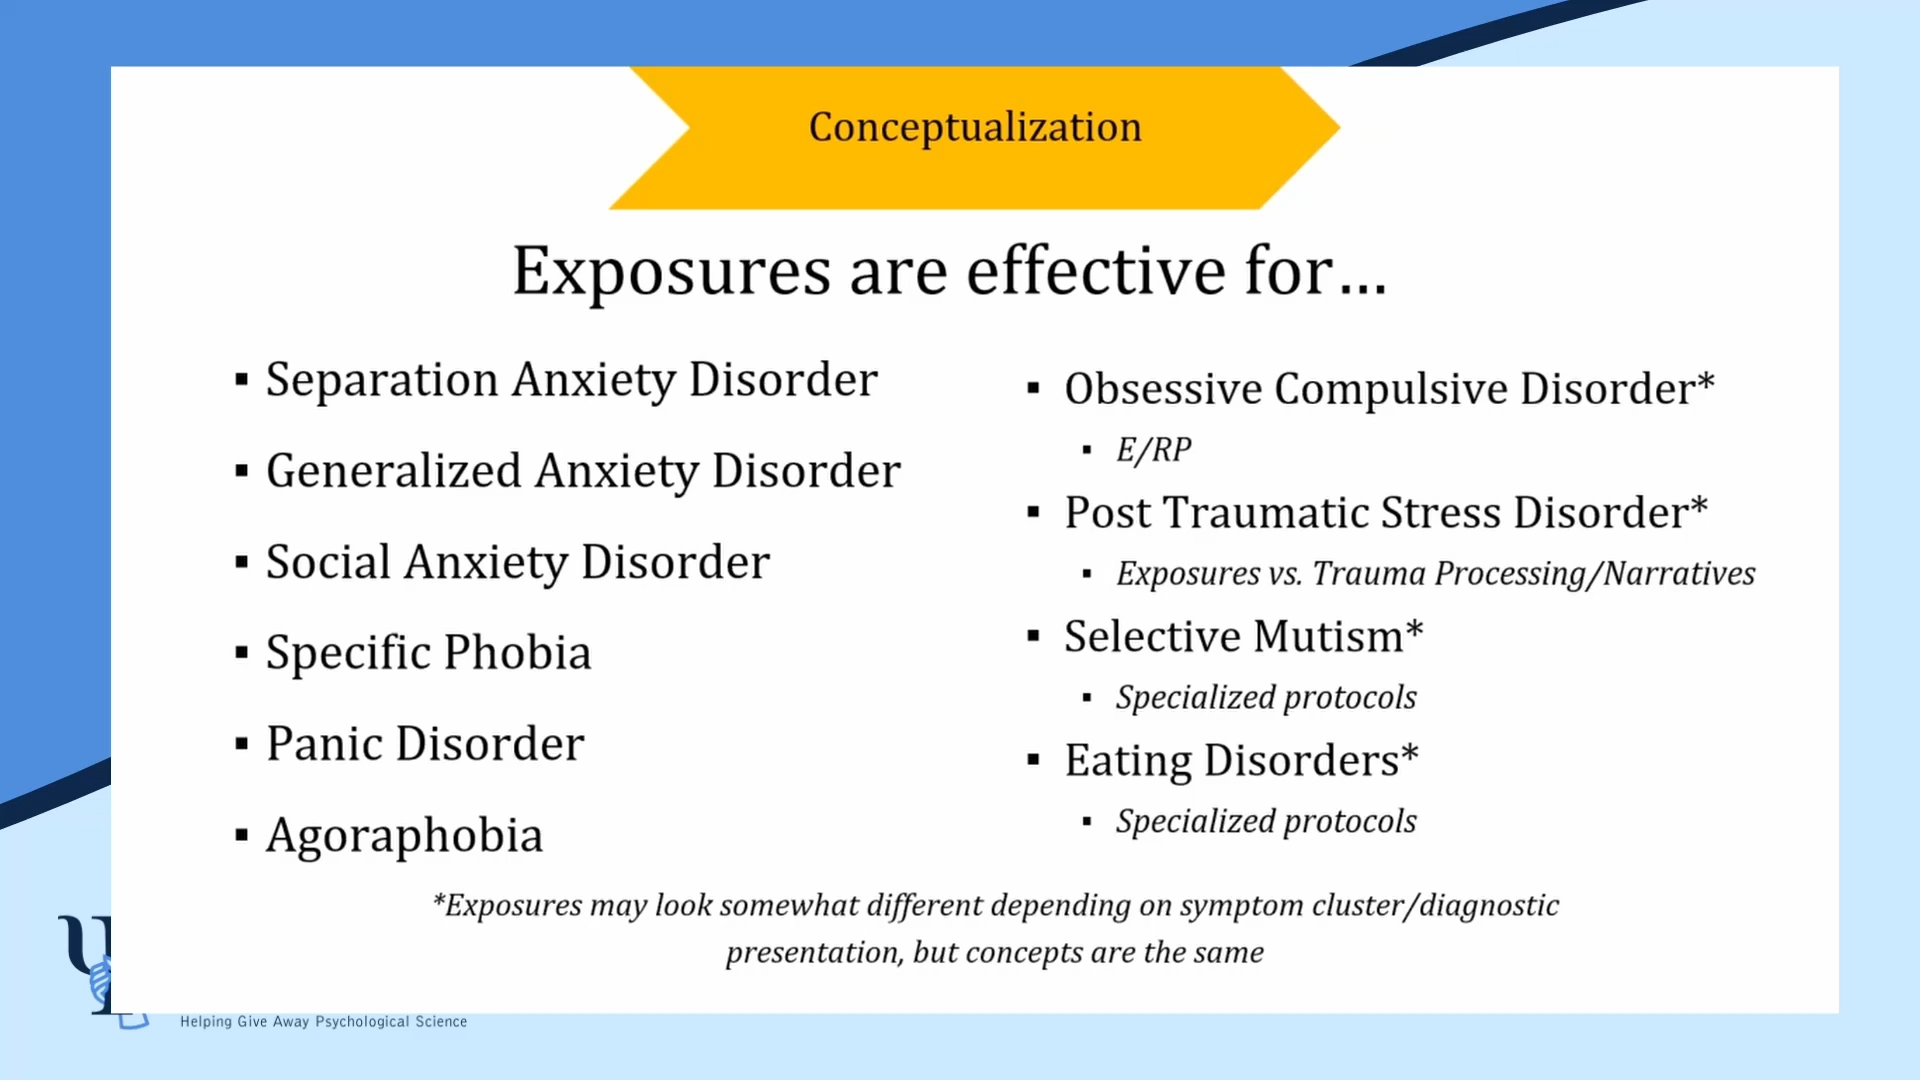 Conceptualization
Exposures are effective for...
▪ Separation Anxiety Disorder
▪ Generalized Anxiety Disorder
▪ Social Anxiety Disorder
▪ Specific Phobia
▪ Panic Disorder
▪ Agoraphobia
▪ Obsessive Compulsive Disorder*
▪ E/RP
▪ Post Traumatic Stress Disorder*
▪ Exposures vs. Trauma Processing/Narratives
▪ Selective Mutism*
▪ Specialized protocols
▪ Eating Disorders*
▪ Specialized protocols
*Exposures may look somewhat different depending on symptom cluster/diagnostic
presentation, but concepts are the same
Helping Give Away Psychological Science